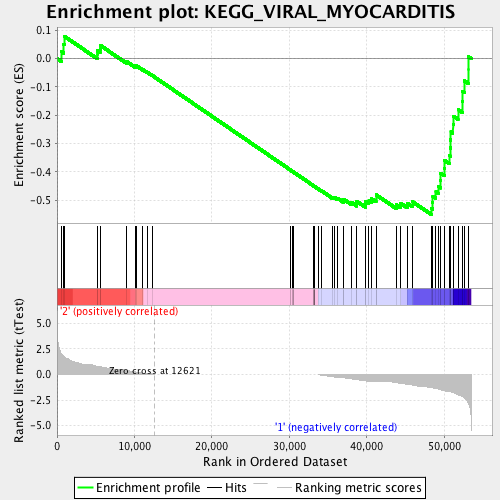 Enrichment plot: KEGG_VIRAL_MYOCARDITIS
Enrichment score (ES)
0.1
0.0
-0.1
-0.2
-0.3
-0.4
-0.5
'2' (positively correlated)
Ranked list metric (tTest)
5.0
2.5
0.0
-2.5
-5.0
Zero cross at 12621
'1' (negatively correlated)
0 10,000 20,000 30,000 40,000 50,000
Rank in Ordered Dataset
Enrichment profile Hits Ranking metric scores